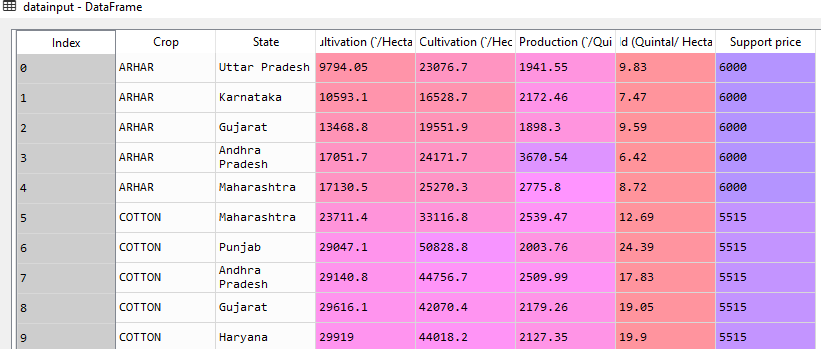 datainput - DataFrame
Index Crop State ultivation (`/Hecta Cultivation (`/Hec Production (`/Qui ld (Quintal/ Hecta Support price
0 ARHAR Uttar Pradesh 9794.05 23076.7 1941.55 9.83 6000
1 ARHAR Karnataka 10593.1 16528.7 2172.46 7.47 6000
2 ARHAR Gujarat 13468.8 19551.9 1898.3 9.59 6000
3 ARHAR Andhra Pradesh 17051.7 24171.7 3670.54 6.42 6000
4 ARHAR Maharashtra 17130.5 25270.3 2775.8 8.72 6000
5 COTTON Maharashtra 23711.4 33116.8 2539.47 12.69 5515
6 COTTON Punjab 29047.1 50828.8 2003.76 24.39 5515
7 COTTON Andhra Pradesh 29140.8 44756.7 2509.99 17.83 5515
8 COTTON Gujarat 29616.1 42070.4 2179.26 19.05 5515
9 COTTON Haryana 29919 44018.2 2127.35 19.9 5515